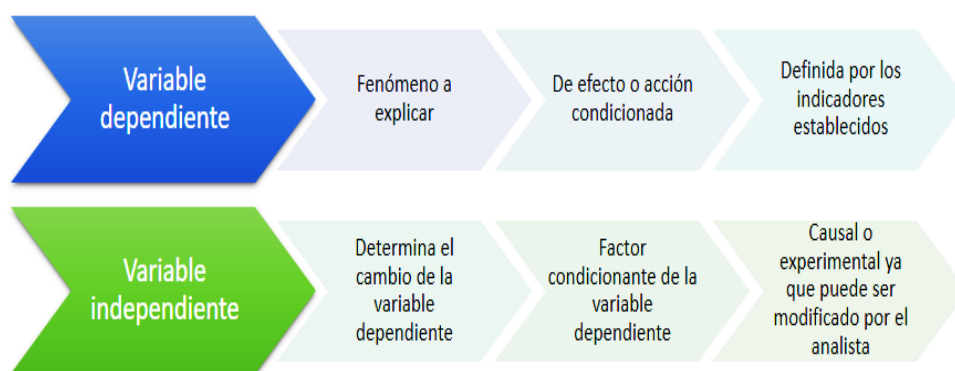 Variable
dependiente
Fenómeno a
explicar
De efecto o acción
condicionada
Definida por los
indicadores
establecidos
Variable
independiente
Determina el
cambio de la
variable
dependiente
Factor
condicionante de la
variable
dependiente
Causal o
experimental ya
que puede ser
modificado por el
analista